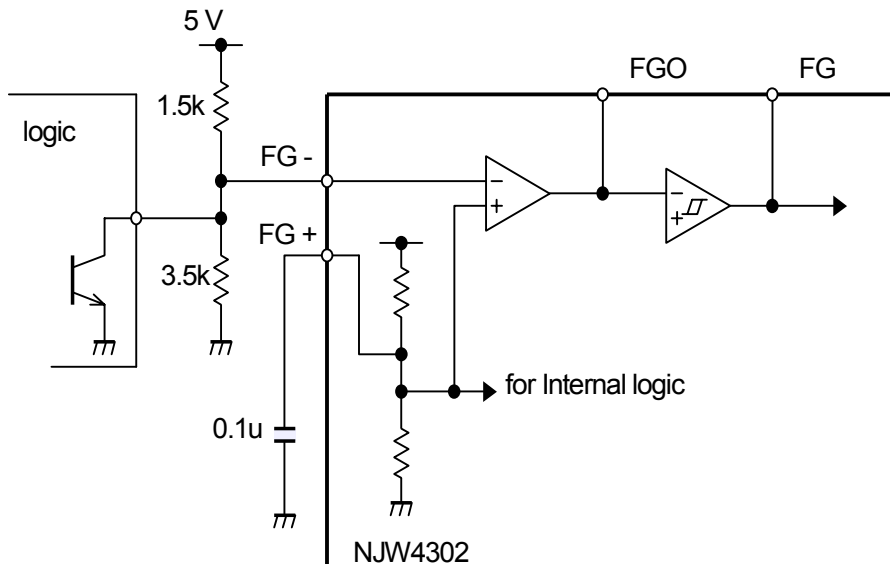 5 V
FGO
FG
1.5k
logic
FG -
−
+
−
+
FG +
3.5k
for Internal logic
0.1u
NJW4302